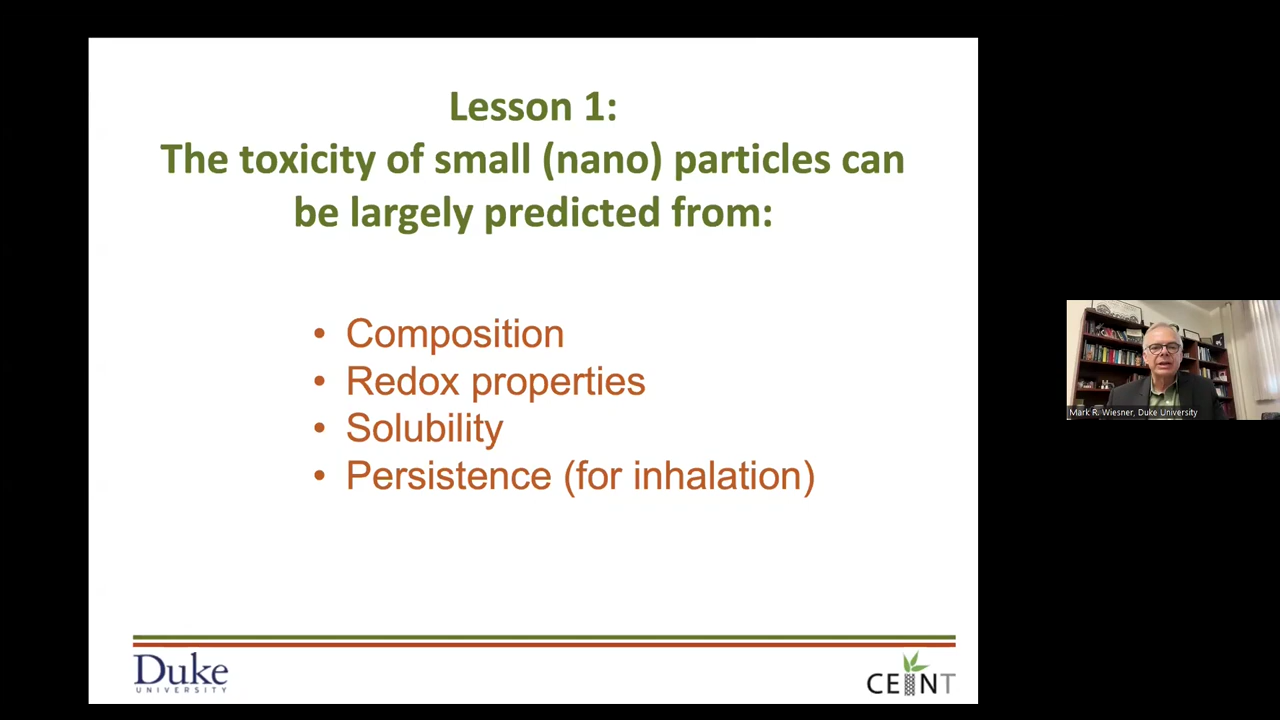 Lesson 1:
The toxicity of small (nano) particles can
be largely predicted from:
• Composition
• Redox properties
• Solubility
• Persistence (for inhalation)
Mark R. Wiesner, Duke University
Duke
UNIVERSITY
CEINT